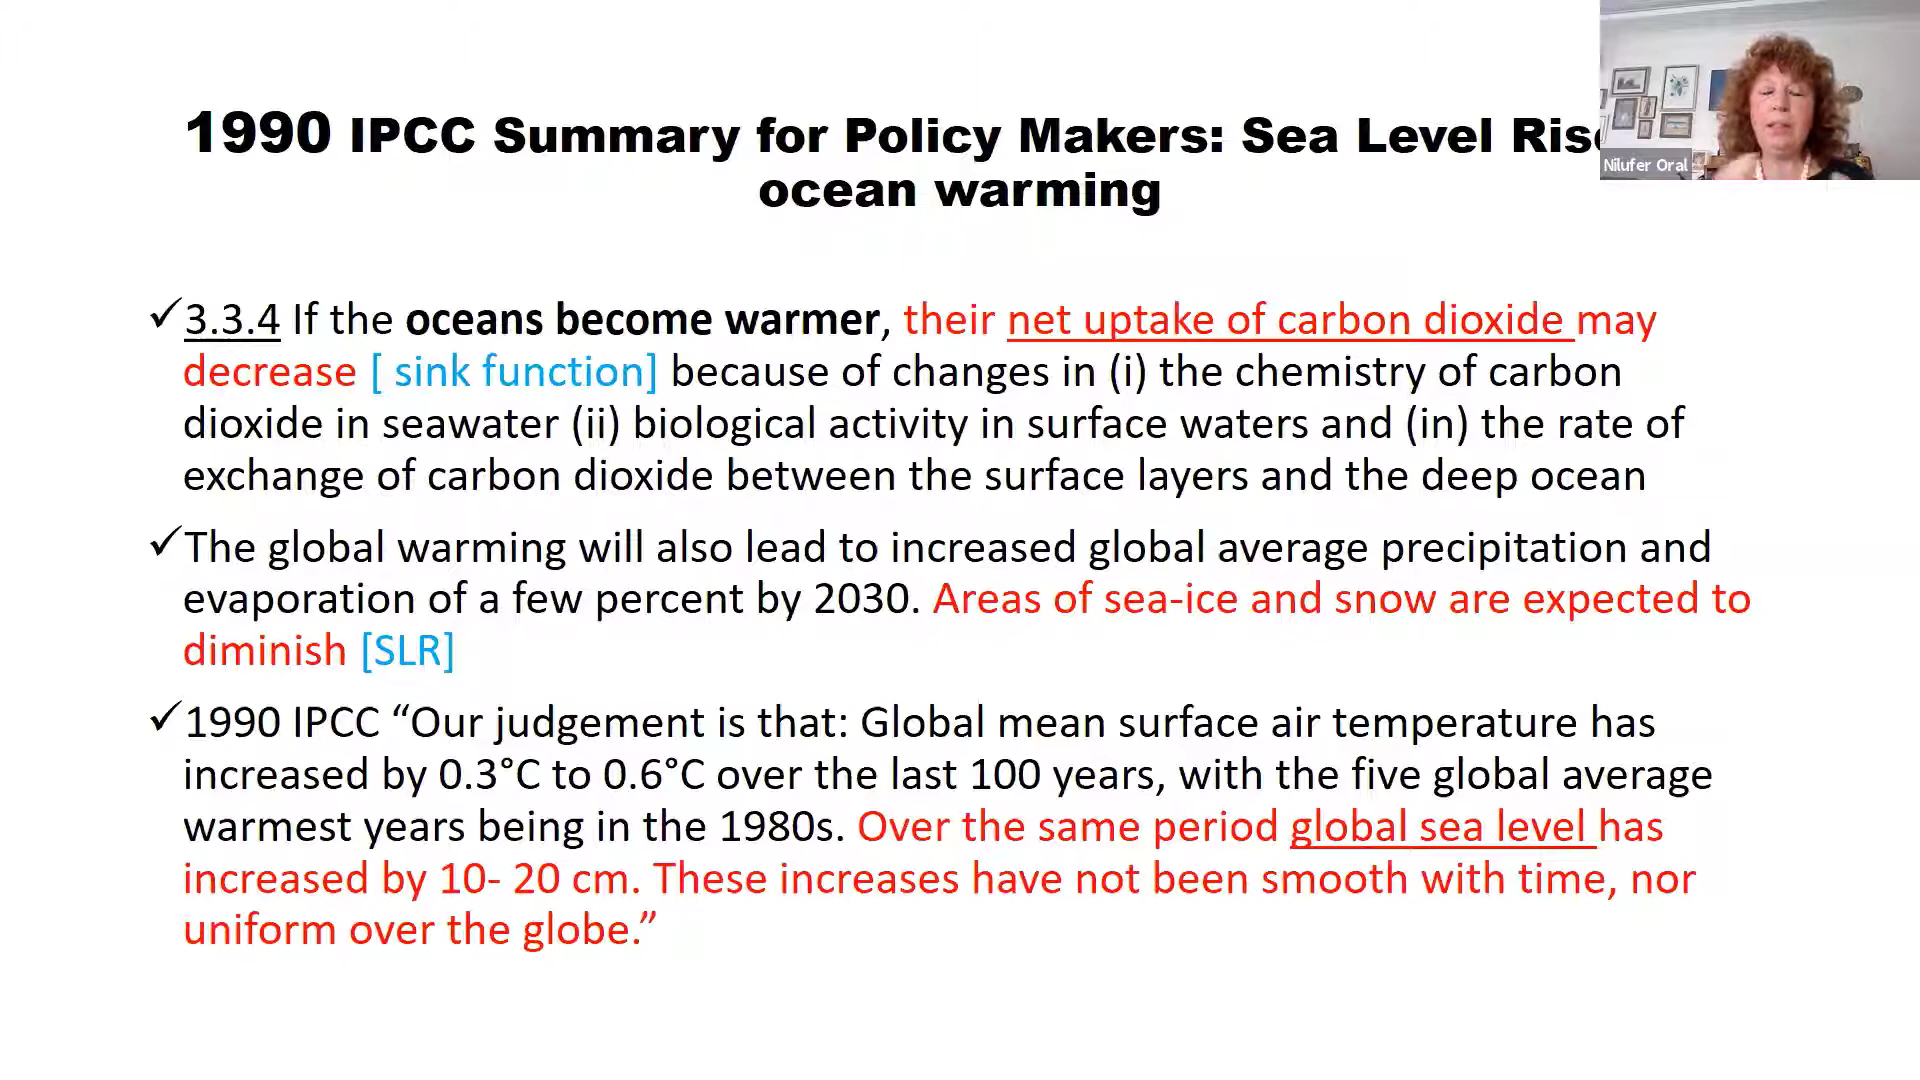 1990 IPCC Summary for Policy Makers: Sea Level Rise
ocean warming
Nilufer Oral
✓3.3.4 If the oceans become warmer, their net uptake of carbon dioxide may
decrease [ sink function] because of changes in (i) the chemistry of carbon
dioxide in seawater (ii) biological activity in surface waters and (in) the rate of
exchange of carbon dioxide between the surface layers and the deep ocean
✓The global warming will also lead to increased global average precipitation and
evaporation of a few percent by 2030. Areas of sea-ice and snow are expected to
diminish [SLR]
✓1990 IPCC “Our judgement is that: Global mean surface air temperature has
increased by 0.3°C to 0.6°C over the last 100 years, with the five global average
warmest years being in the 1980s. Over the same period global sea level has
increased by 10- 20 cm. These increases have not been smooth with time, nor
uniform over the globe.”